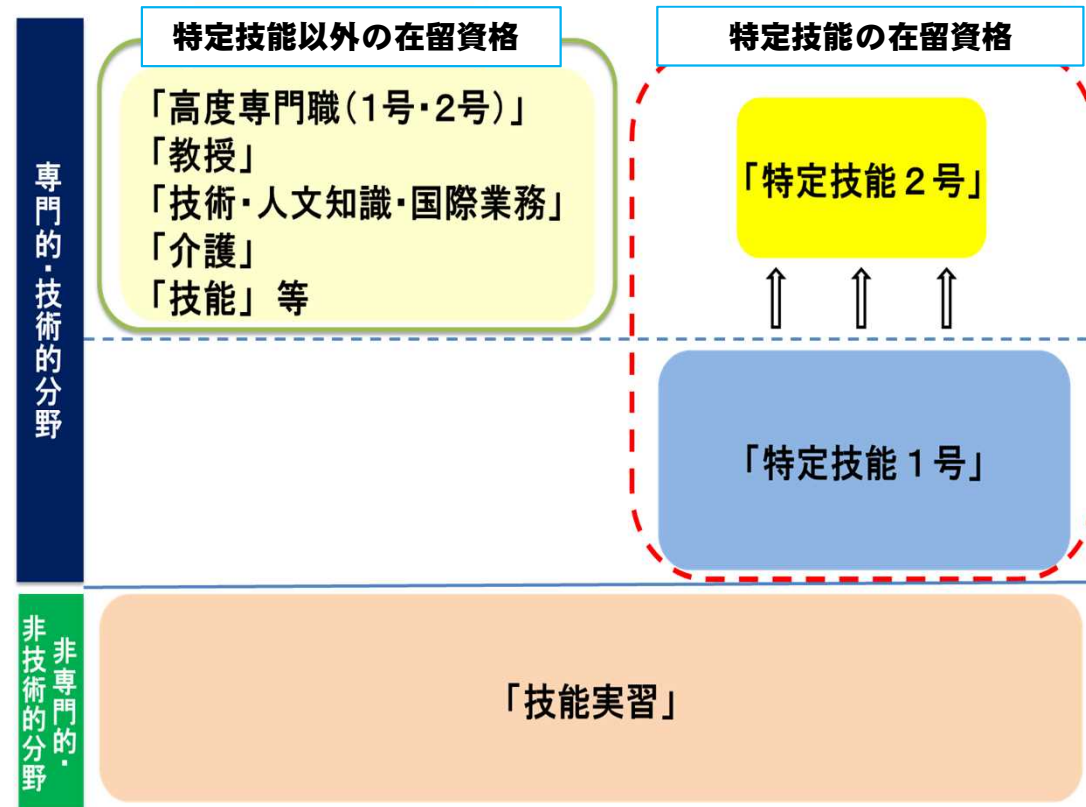 特定技能以外の在留資格
特定技能の在留資格
専門的・技術的分野
「高度専門職(1号・2号)」
「教授」
「技術・人文知識・国際業務」
「介護」
「技能」 等
「特定技能２号」
「特定技能１号」
非専門的・
非技術的分野
「技能実習」